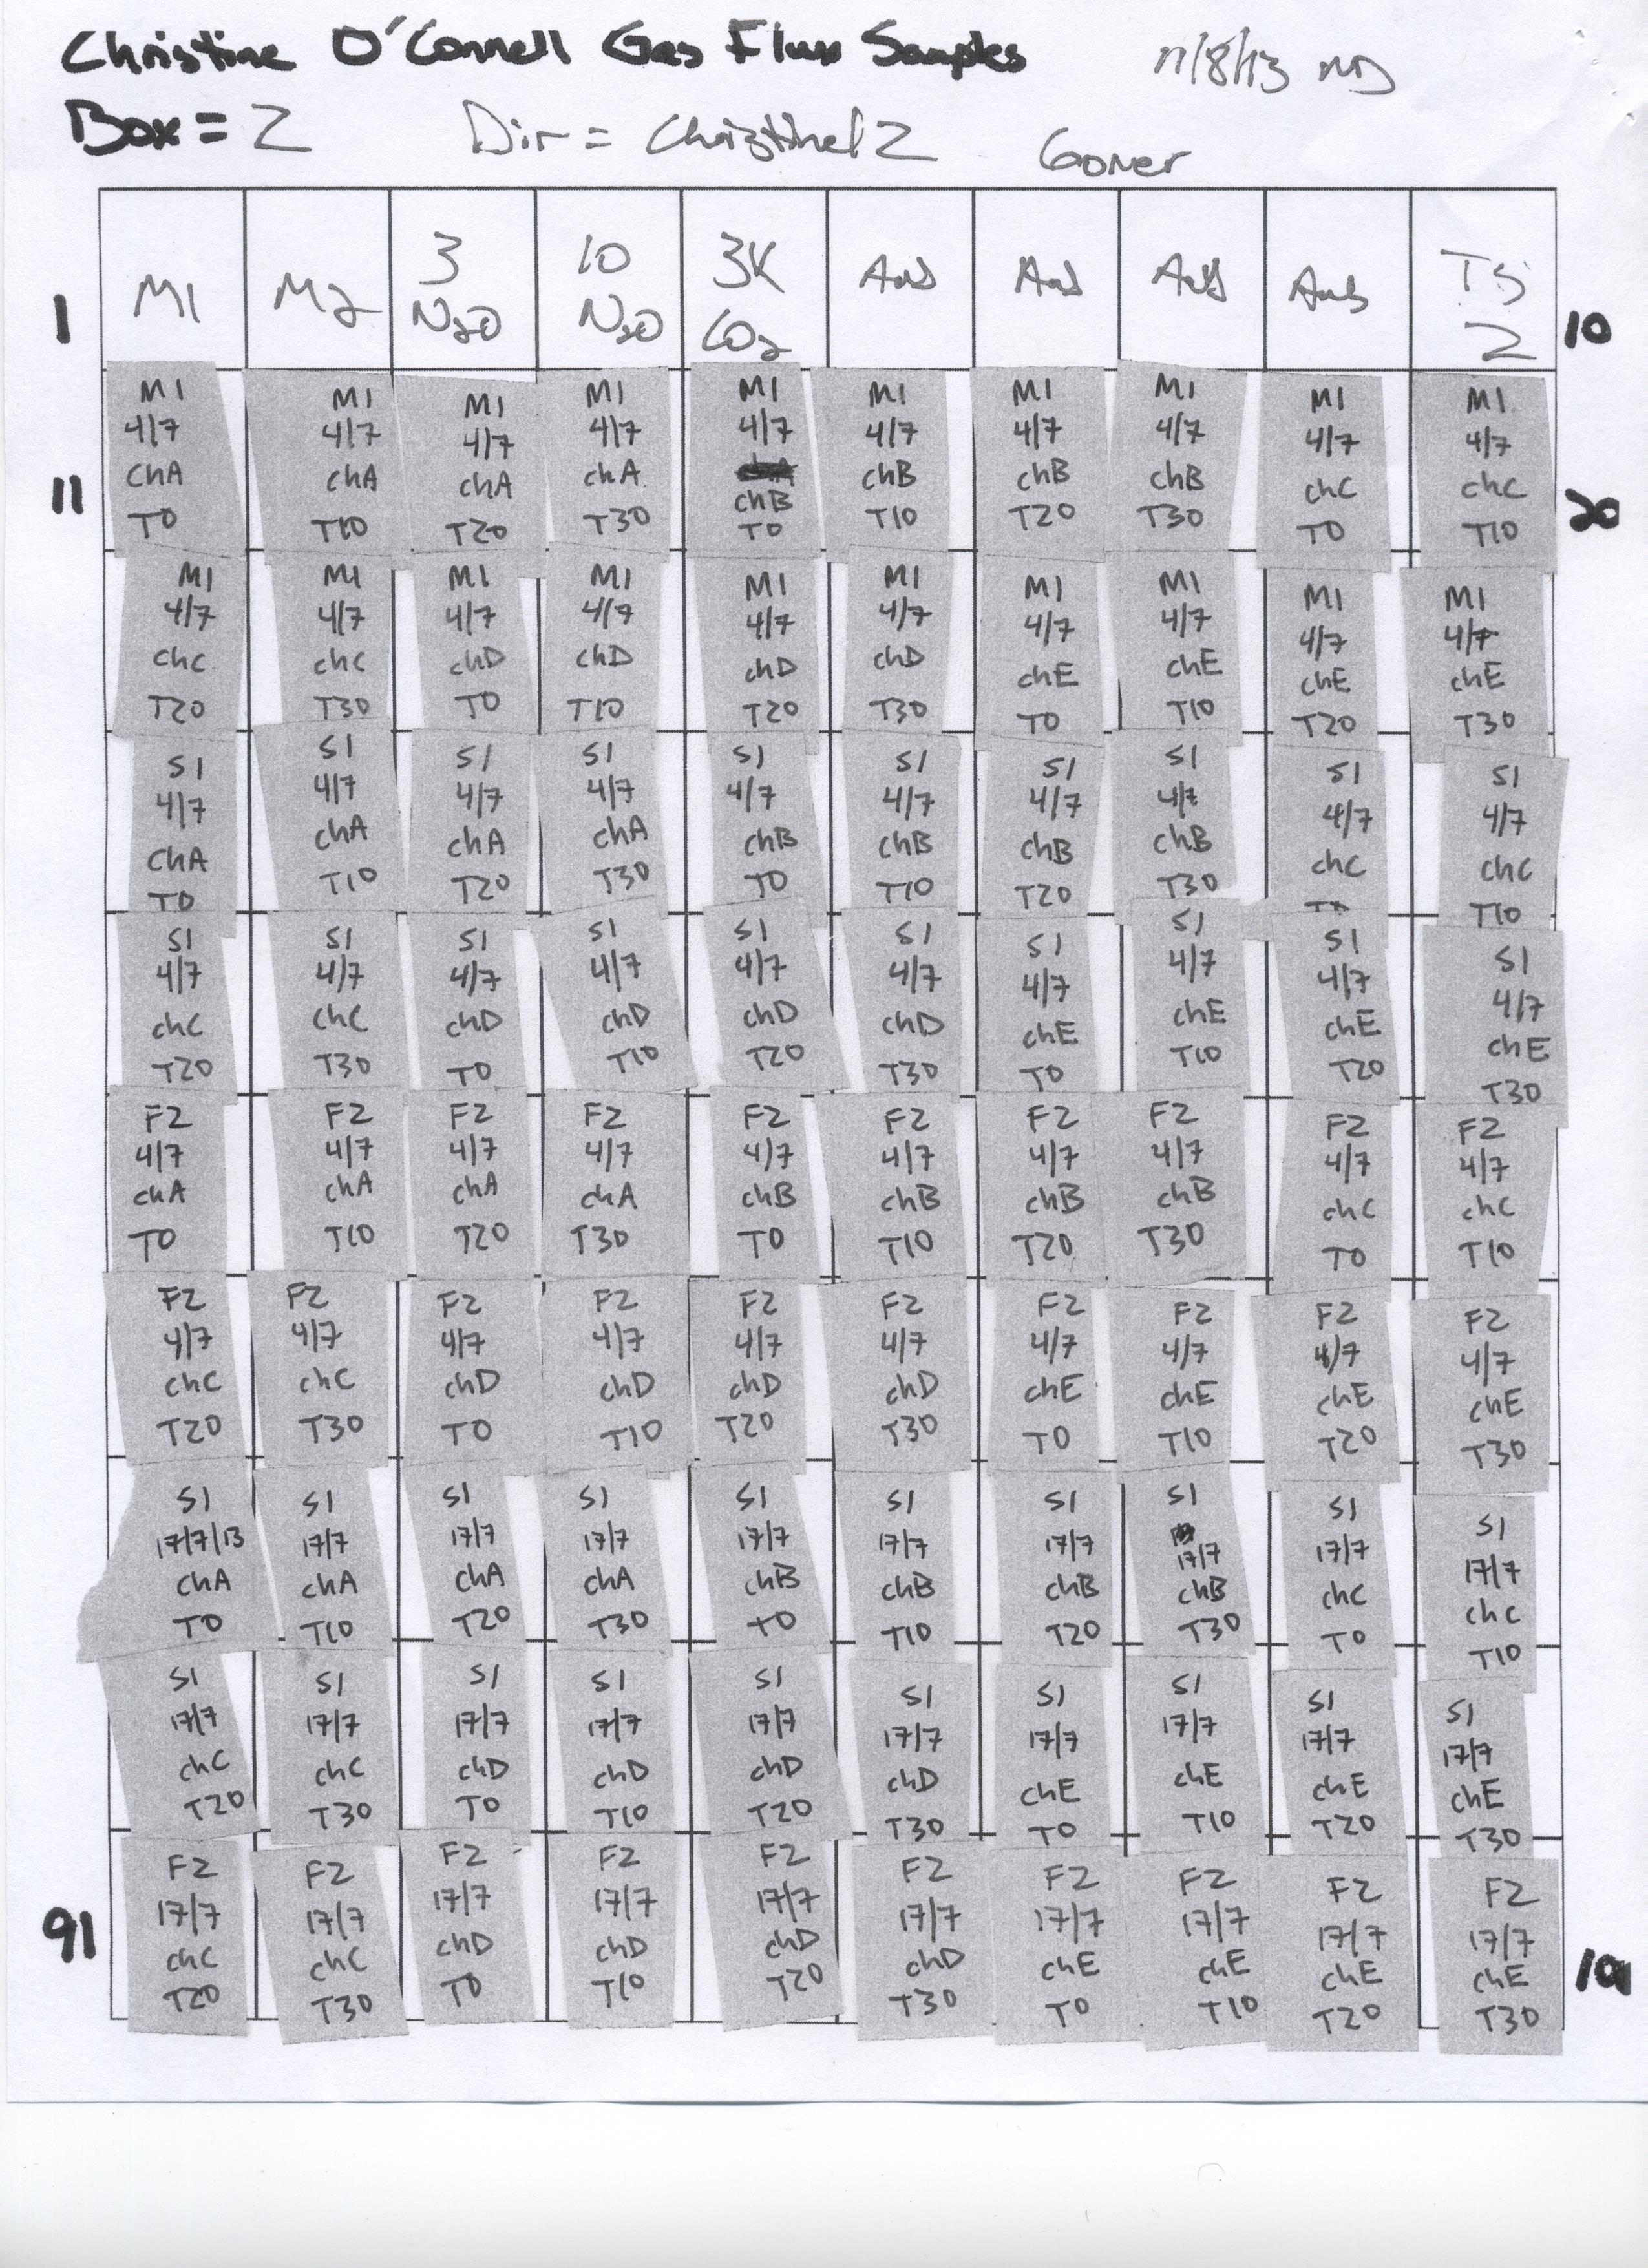 Christine O'Connell Gas Flux Samples 11/8/13 MD
Box = 2 Dir = Christine12 Gomer
1 M1 M2 3 N20 10 N20 3K CO2 Amb Amb Amb Amb T5 2 10
M1 M1 M1 M1 M1 M1 M1 M1 M1 M1
4/7 4/7 4/7 4/7 4/7 4/7 4/7 4/7 4/7 4/7
11 chA chA chA chA chB chB chB chB chC chC 20
T0 T10 T20 T30 T0 T10 T20 T30 T0 T10
M1 M1 M1 M1 M1 M1 M1 M1 M1 M1
4/7 4/7 4/7 4/7 4/7 4/7 4/7 4/7 4/7 4/7
chC chC chD chD chD chD chE chE chE chE
T20 T30 T0 T10 T20 T30 T0 T10 T20 T30
S1 S1 S1 S1 S1 S1 S1 S1 S1 S1
4/7 4/7 4/7 4/7 4/7 4/7 4/7 4/7 4/7 4/7
chA chA chA chA chB chB chB chB chC chC
T0 T10 T20 T30 T0 T10 T20 T30 T10
S1 S1 S1 S1 S1 S1 S1 S1 S1 S1
4/7 4/7 4/7 4/7 4/7 4/7 4/7 4/7 4/7 4/7
chC chC chD chD chD chD chE chE chE chE
T20 T30 T0 T10 T20 T30 T0 T10 T20 T30
F2 F2 F2 F2 F2 F2 F2 F2 F2 F2
4/7 4/7 4/7 4/7 4/7 4/7 4/7 4/7 4/7 4/7
chA chA chA chA chB chB chB chB chC chC
T0 T10 T20 T30 T0 T10 T20 T30 T0 T10
F2 F2 F2 F2 F2 F2 F2 F2 F2 F2
4/7 4/7 4/7 4/7 4/7 4/7 4/7 4/7 4/7 4/7
chC chC chD chD chD chD chE chE chE chE
T20 T30 T0 T10 T20 T30 T0 T10 T20 T30
S1 S1 S1 S1 S1 S1 S1 S1 S1 S1
17/7/13 17/7 17/7 17/7 17/7 17/7 17/7 17/7 17/7 17/7
chA chA chA chA chB chB chB chB chC chC
T0 T10 T20 T30 T0 T10 T20 T30 T0 T10
S1 S1 S1 S1 S1 S1 S1 S1 S1 S1
17/7 17/7 17/7 17/7 17/7 17/7 17/7 17/7 17/7 17/7
chC chC chD chD chD chD chE chE chE chE
T20 T30 T0 T10 T20 T30 T0 T10 T20 T30
F2 F2 F2 F2 F2 F2 F2 F2 F2 F2
91 17/7 17/7 17/7 17/7 17/7 17/7 17/7 17/7 17/7 17/7
chC chC chD chD chD chD chE chE chE chE
T20 T30 T0 T10 T20 T30 T0 T10 T20 T30